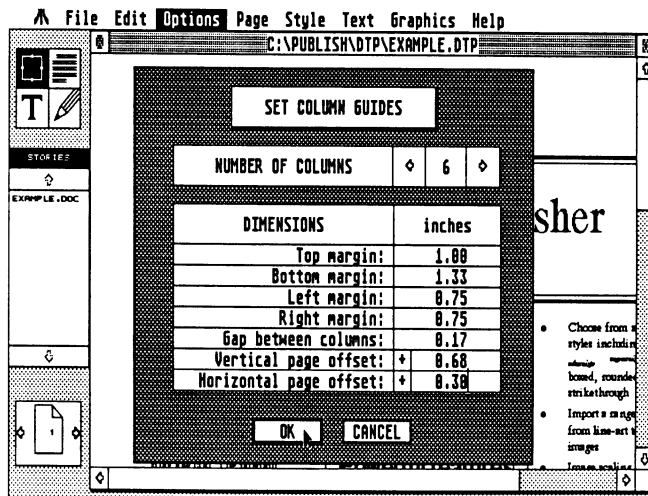 File Edit Options Page Style Text Graphics Help
C:\PUBLISH\DTP\EXAMPLE.DTP
SET COLUMN GUIDES
NUMBER OF COLUMNS 6
T
STORIES
EXAMPLE.DOC
DIMENSIONS inches
Top margin: 1.00
Bottom margin: 1.33
Left margin: 0.75
Right margin: 0.75
Gap between columns: 0.17
Vertical page offset: + 0.68
Horizontal page offset: + 0.30
OK CANCEL
1
sher
• Choose from
styles includin
boxed, rounde
strikethrough
• Import a range
from line-art
images